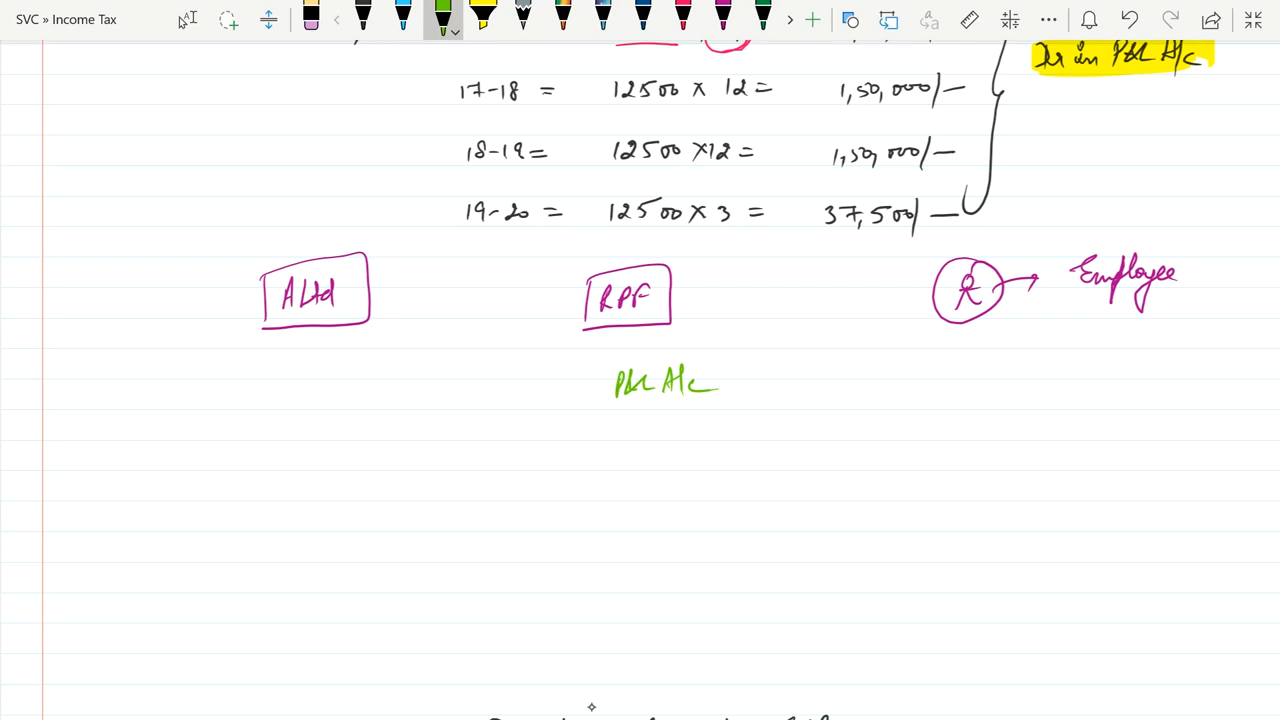 SVC » Income Tax
Dr in P&L A/c
17-18 = 12500 × 12 = 1,50,000/-
18-19 = 12500 ×12 = 1,50,000/-
19-20 = 12500 × 3 = 37,500/-
A Ltd RPF R → Employee
P&L A/c